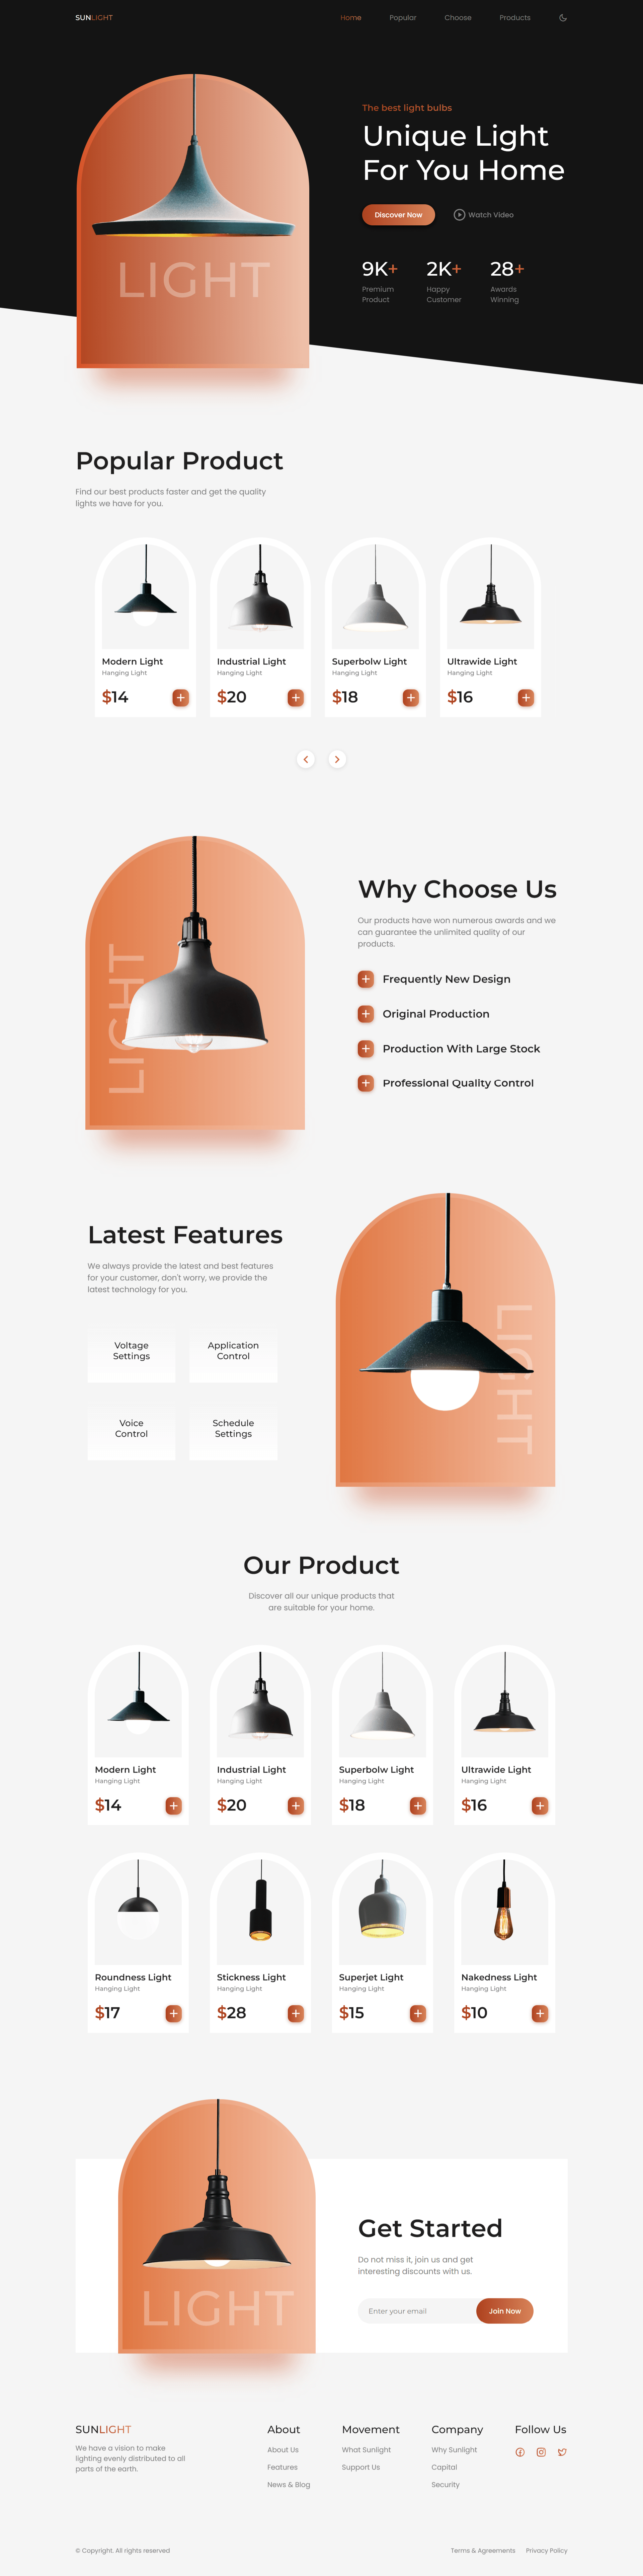 SUNLIGHT
Home
Popular
Choose
Products
LIGHT
The best light bulbs
Unique Light
For You Home
Discover Now
Watch Video
9K+
Premium
Product
2K+
Happy
Customer
28+
Awards
Winning
Popular Product
Find our best products faster and get the quality
lights we have for you.
Modern Light
Hanging Light
$14
Industrial Light
Hanging Light
$20
Superbolw Light
Hanging Light
$18
Ultrawide Light
Hanging Light
$16
LIGHT
Why Choose Us
Our products have won numerous awards and we
can guarantee the unlimited quality of our
products.
Frequently New Design
Original Production
Production With Large Stock
Professional Quality Control
Latest Features
We always provide the latest and best features
for your customer, don't worry, we provide the
latest technology for you.
Voltage
Settings
Application
Control
Voice
Control
Schedule
Settings
LIGHT
Our Product
Discover all our unique products that
are suitable for your home.
Modern Light
Hanging Light
$14
Industrial Light
Hanging Light
$20
Superbolw Light
Hanging Light
$18
Ultrawide Light
Hanging Light
$16
Roundness Light
Hanging Light
$17
Stickness Light
Hanging Light
$28
Superjet Light
Hanging Light
$15
Nakedness Light
Hanging Light
$10
LIGHT
Get Started
Do not miss it, join us and get
interesting discounts with us.
Enter your email
Join Now
SUNLIGHT
We have a vision to make
lighting evenly distributed to all
parts of the earth.
About
About Us
Features
News & Blog
Movement
What Sunlight
Support Us
Company
Why Sunlight
Capital
Security
Follow Us
© Copyright. All rights reserved
Terms & Agreements
Privacy Policy